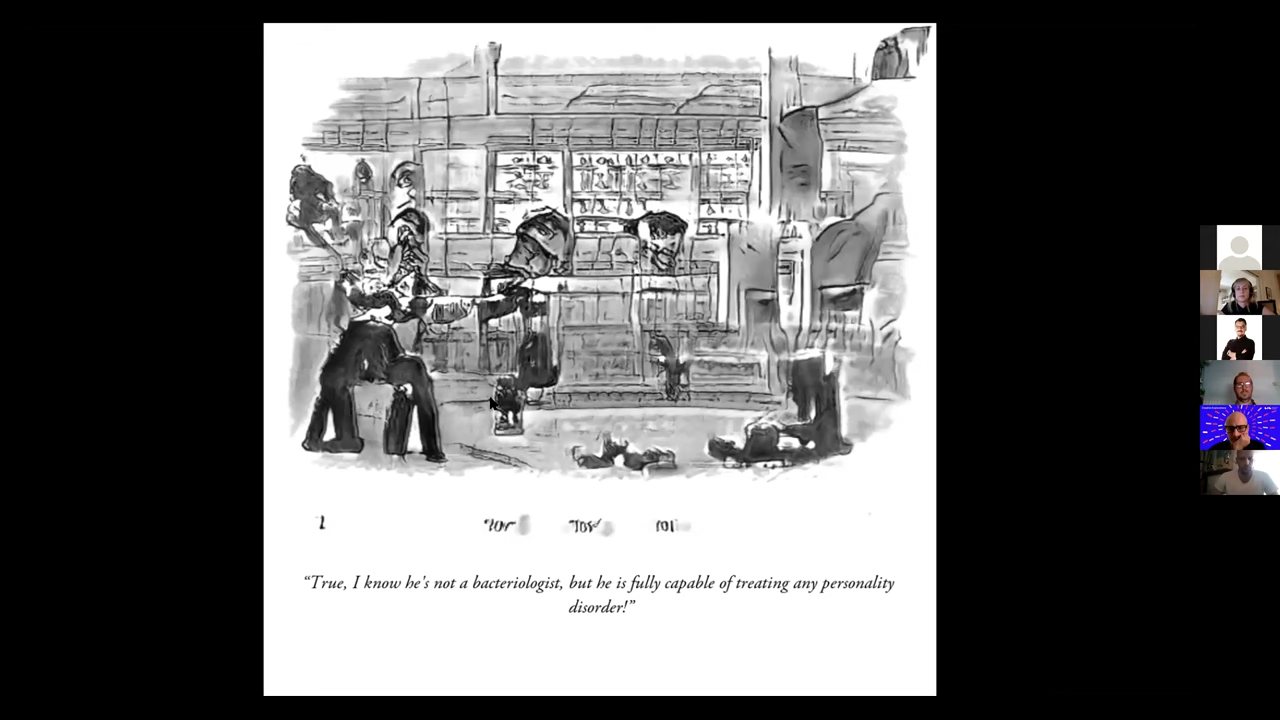 “True, I know he's not a bacteriologist, but he is fully capable of treating any personality
disorder!”